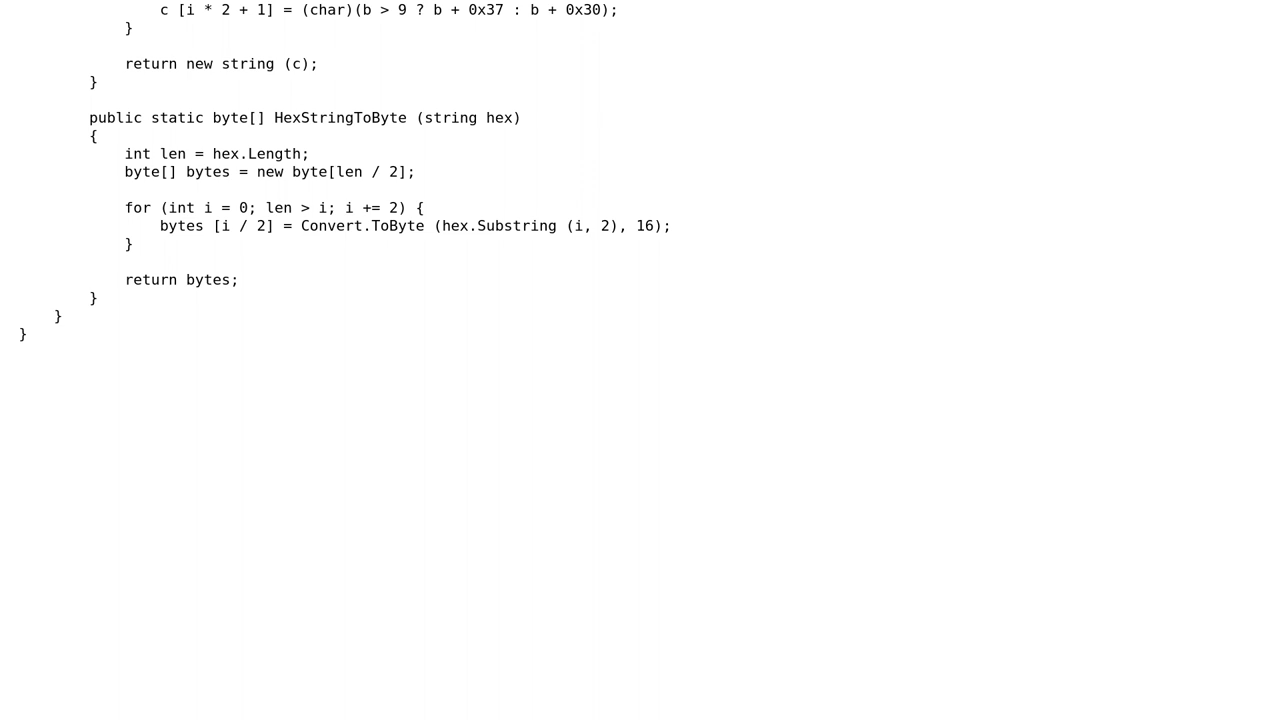 c [i * 2 + 1] = (char)(b > 9 ? b + 0x37 : b + 0x30);
}
return new string (c);
}
public static byte[] HexStringToByte (string hex)
{
int len = hex.Length;
byte[] bytes = new byte[len / 2];
for (int i = 0; len > i; i += 2) {
bytes [i / 2] = Convert.ToByte (hex.Substring (i, 2), 16);
}
return bytes;
}
}
}